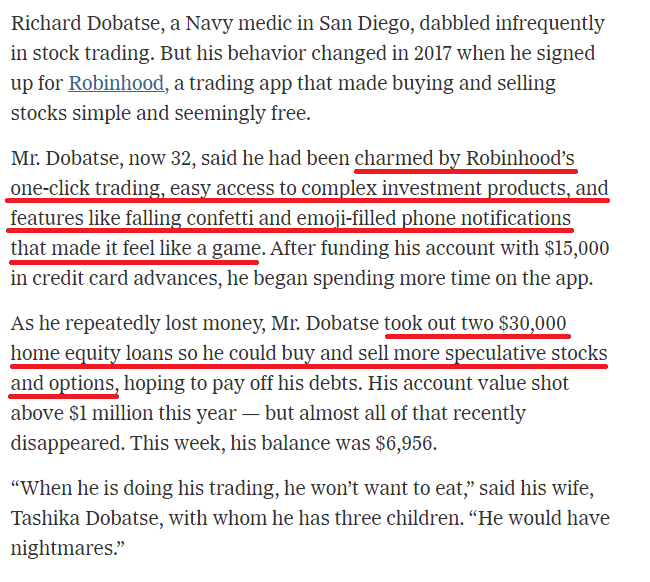 Richard Dobatse, a Navy medic in San Diego, dabbled infrequently
in stock trading. But his behavior changed in 2017 when he signed
up for Robinhood, a trading app that made buying and selling
stocks simple and seemingly free.
Mr. Dobatse, now 32, said he had been charmed by Robinhood’s
one-click trading, easy access to complex investment products, and
features like falling confetti and emoji-filled phone notifications
that made it feel like a game. After funding his account with $15,000
in credit card advances, he began spending more time on the app.
As he repeatedly lost money, Mr. Dobatse took out two $30,000
home equity loans so he could buy and sell more speculative stocks
and options, hoping to pay off his debts. His account value shot
above $1 million this year — but almost all of that recently
disappeared. This week, his balance was $6,956.
“When he is doing his trading, he won’t want to eat,” said his wife,
Tashika Dobatse, with whom he has three children. “He would have
nightmares.”